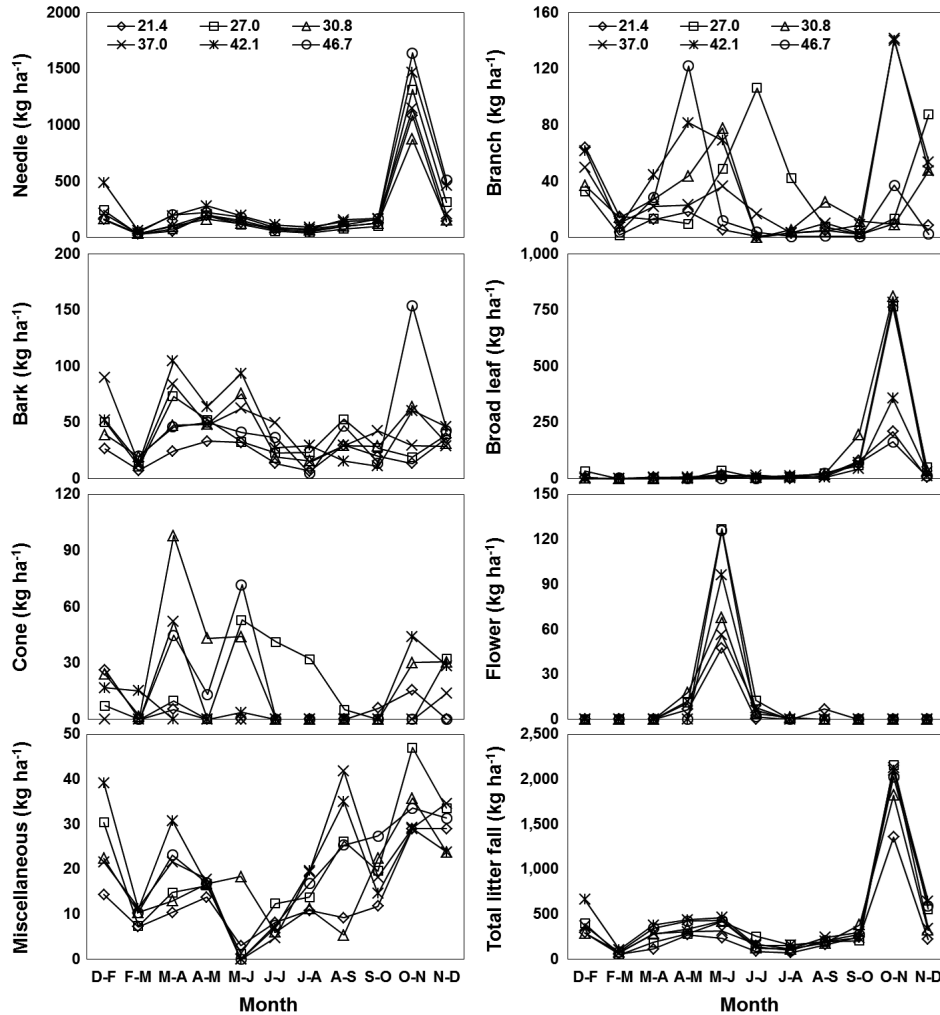 2000
1500
1000
500
0
Needle (kg ha⁻¹)
21.4 27.0 30.8
37.0 42.1 46.7
160
120
80
40
0
Branch (kg ha⁻¹)
21.4 27.0 30.8
37.0 42.1 46.7
200
150
100
50
0
Bark (kg ha⁻¹)
1,000
750
500
250
0
Broad leaf (kg ha⁻¹)
120
90
60
30
0
Cone (kg ha⁻¹)
150
120
90
60
30
0
Flower (kg ha⁻¹)
50
40
30
20
10
0
Miscellaneous (kg ha⁻¹)
D-F F-M M-A A-M M-J J-J J-A A-S S-O O-N N-D
Month
2,500
2,000
1,500
1,000
500
0
Total litter fall (kg ha⁻¹)
D-F F-M M-A A-M M-J J-J J-A A-S S-O O-N N-D
Month